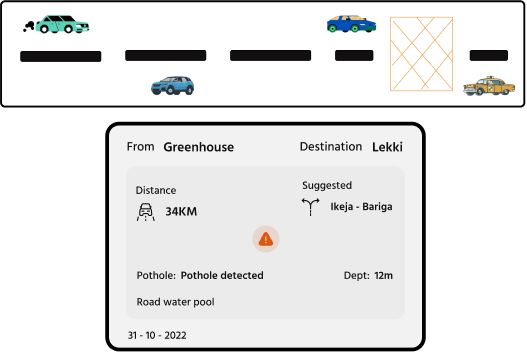 From Greenhouse Destination Lekki
Distance Suggested
34KM Ikeja - Bariga
Pothole: Pothole detected Dept: 12m
Road water pool
31 - 10 - 2022